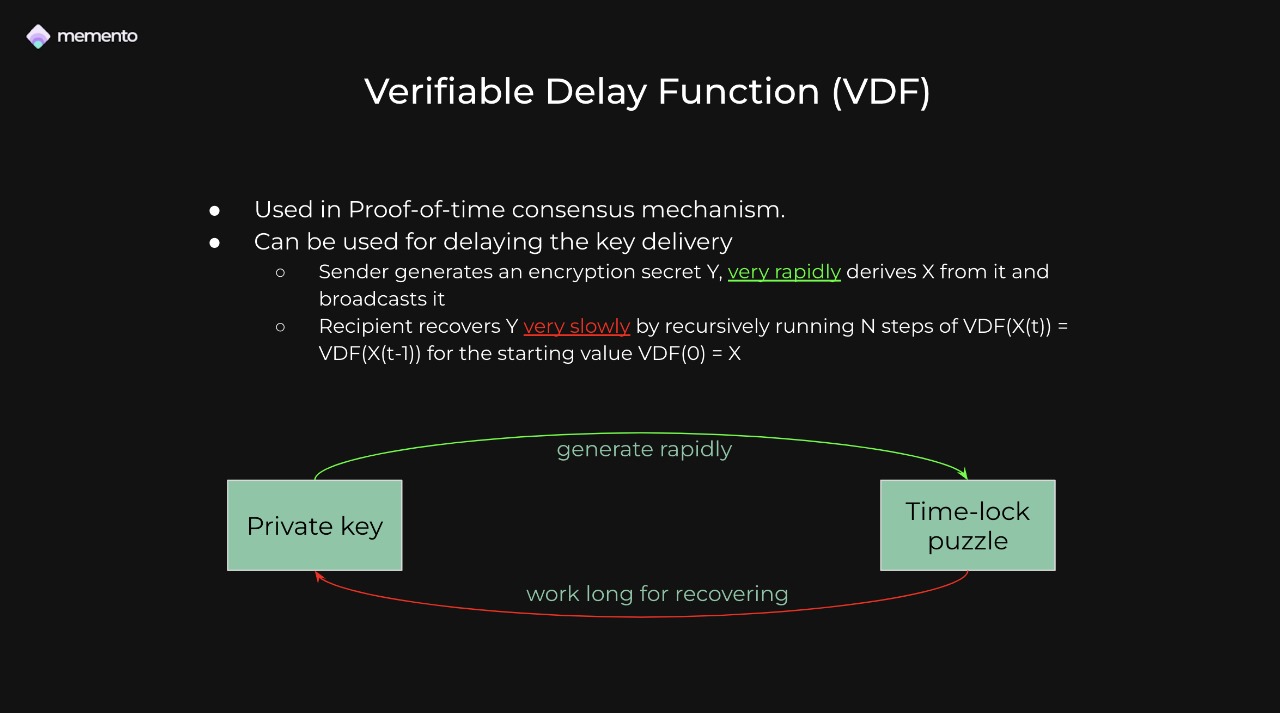 memento
Verifiable Delay Function (VDF)
● Used in Proof-of-time consensus mechanism.
● Can be used for delaying the key delivery
○ Sender generates an encryption secret Y, very rapidly derives X from it and
broadcasts it
○ Recipient recovers Y very slowly by recursively running N steps of VDF(X(t)) =
VDF(X(t-1)) for the starting value VDF(0) = X
generate rapidly
Private key
Time-lock
puzzle
work long for recovering